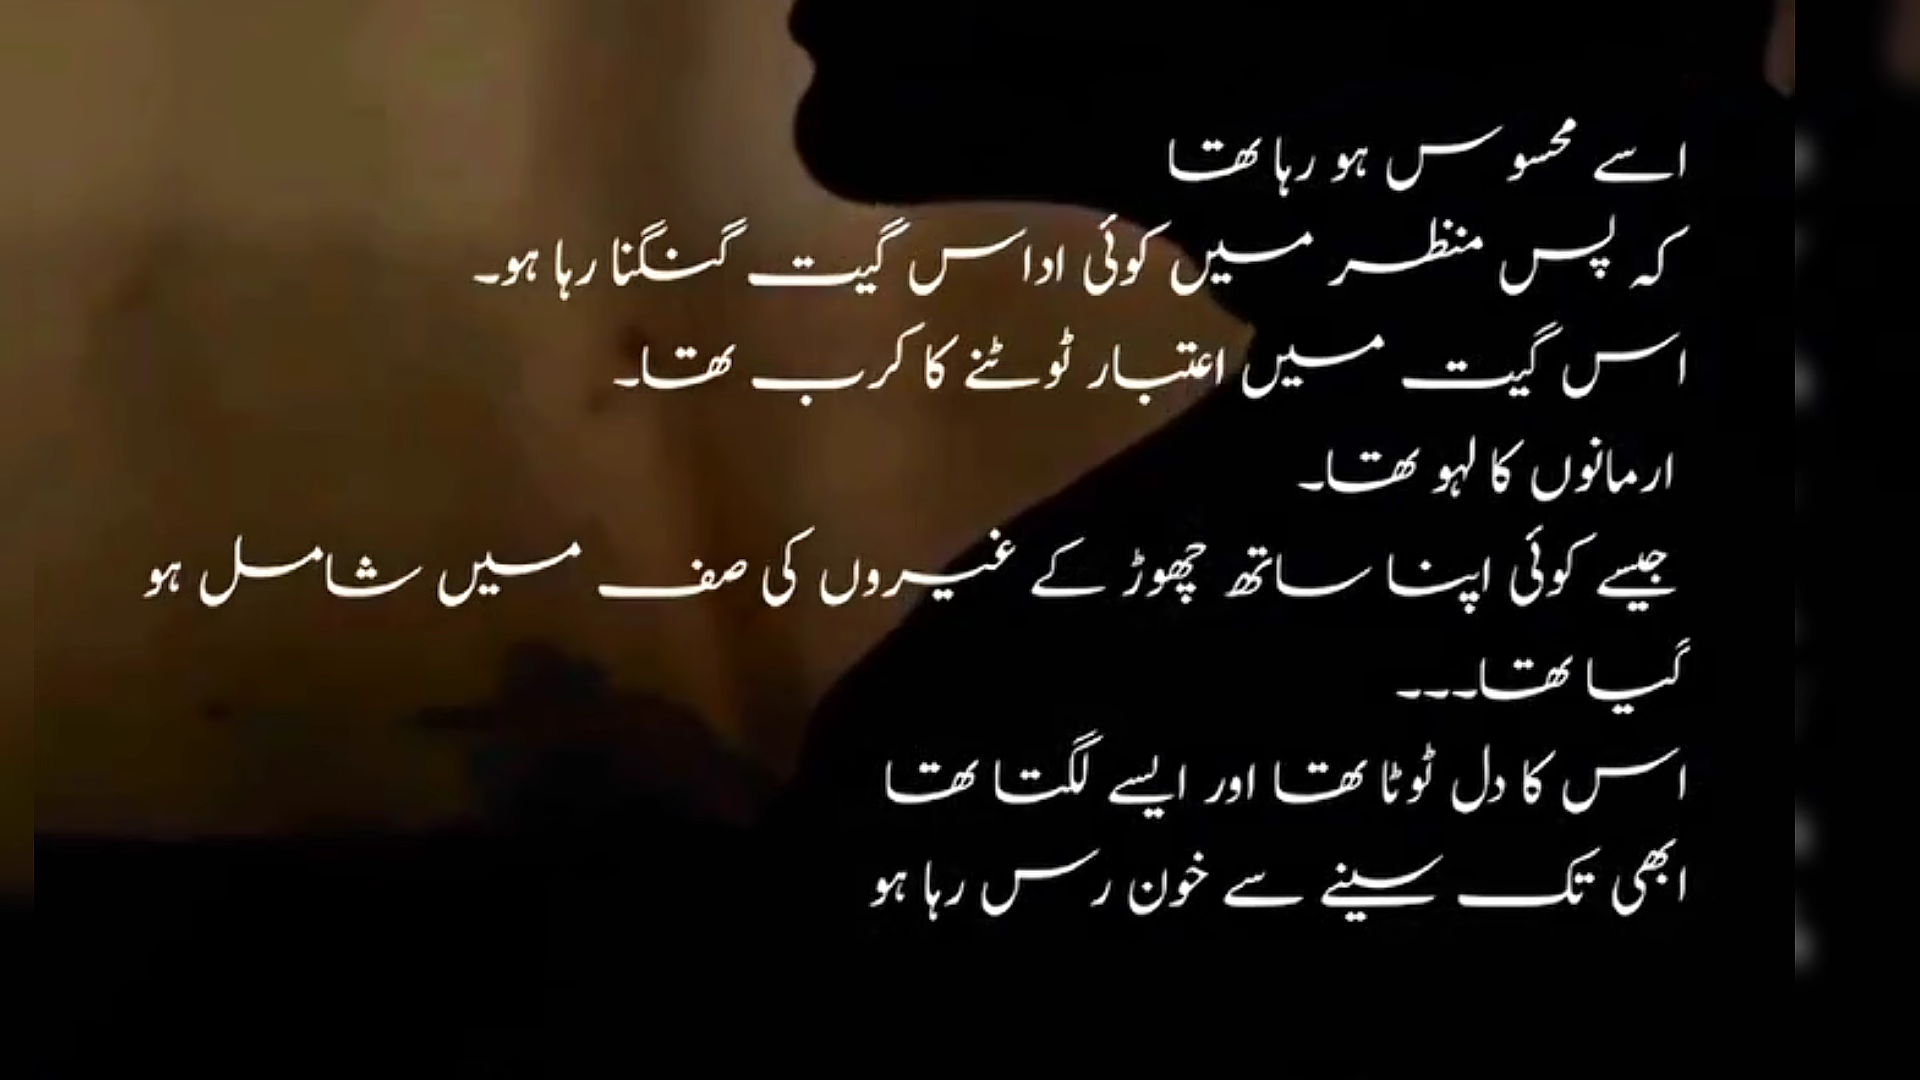 اسے محسوس ہو رہا تھا
کہ پس منظر میں کوئی اداس گیت گنگنا رہا ہو۔
اس گیت میں اعتبار ٹوٹنے کا کرب تھا۔
ارمانوں کا لہو تھا۔
جیسے کوئی اپنا ساتھ چھوڑ کے غیروں کی صف میں شامل ہو
گیا تھا۔۔۔
اس کا دل ٹوٹا تھا اور ایسے لگتا تھا
ابھی تک سینے سے خون رس رہا ہو